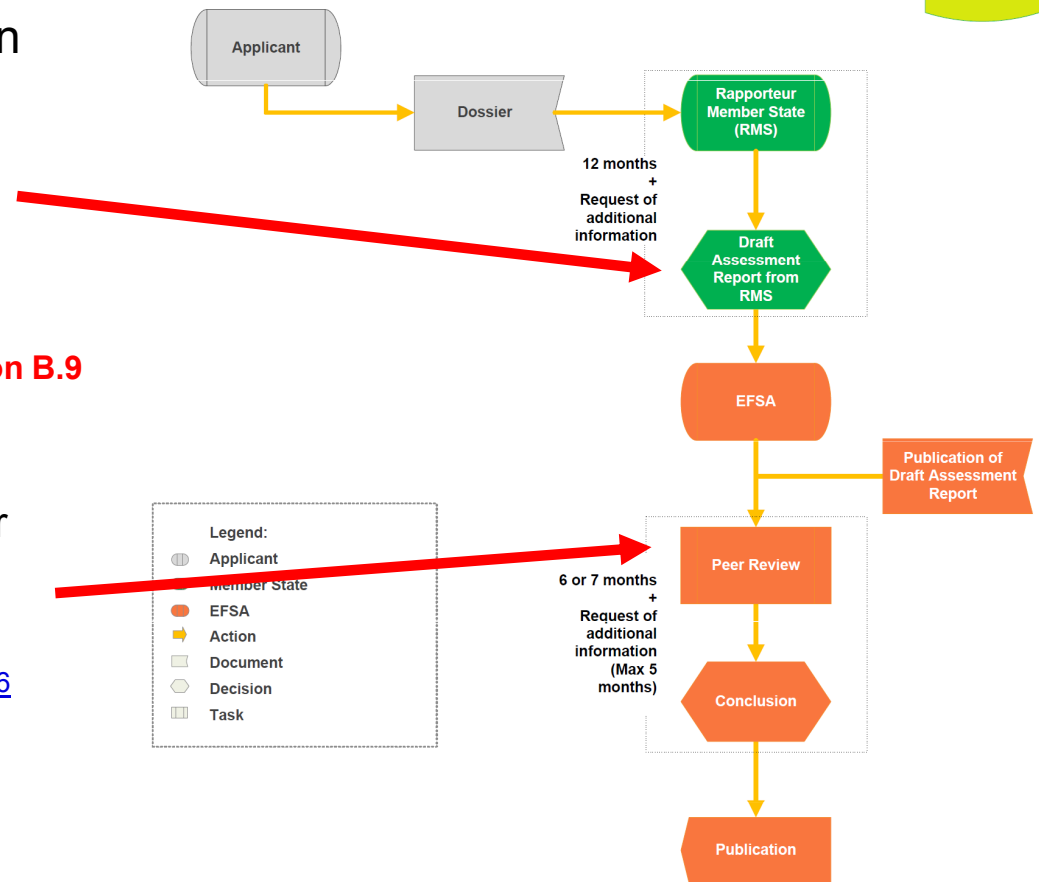 n
Applicant
Dossier
Rapporteur
Member State
(RMS)
12 months
+
Request of
additional
information
Draft
Assessment
Report from
RMS
on B.9
EFSA
Publication of
Draft Assessment
Report
r
Legend:
Applicant
Member State
EFSA
Action
Document
Decision
Task
6
Peer Review
6 or 7 months
+
Request of
additional
information
(Max 5
months)
Conclusion
Publication